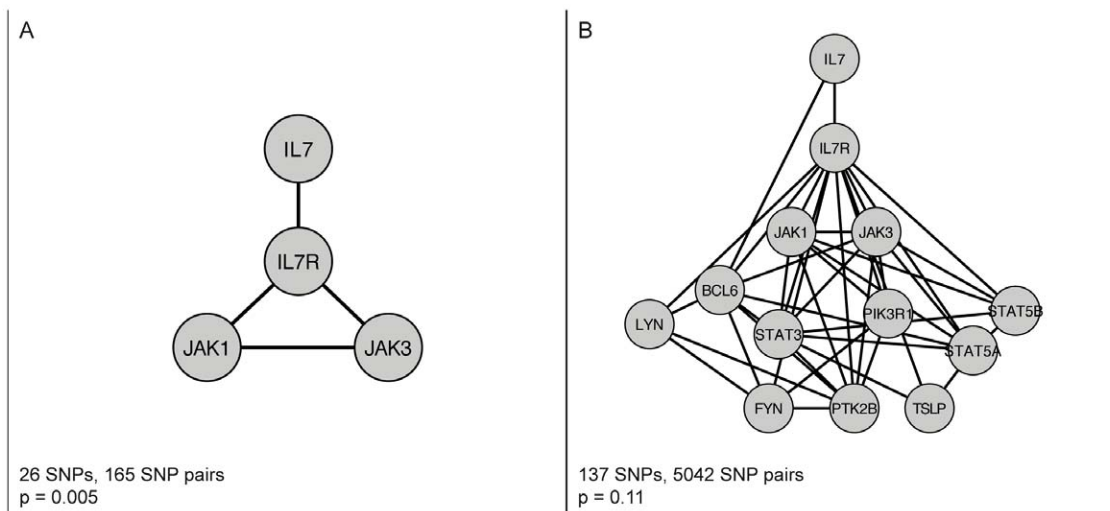 A
IL7
IL7R
JAK1 JAK3
26 SNPs, 165 SNP pairs
p = 0.005
B
IL7
IL7R
JAK1 JAK3
BCL6
LYN STAT3 PIK3R1 STAT5B
STAT5A
FYN PTK2B TSLP
137 SNPs, 5042 SNP pairs
p = 0.11